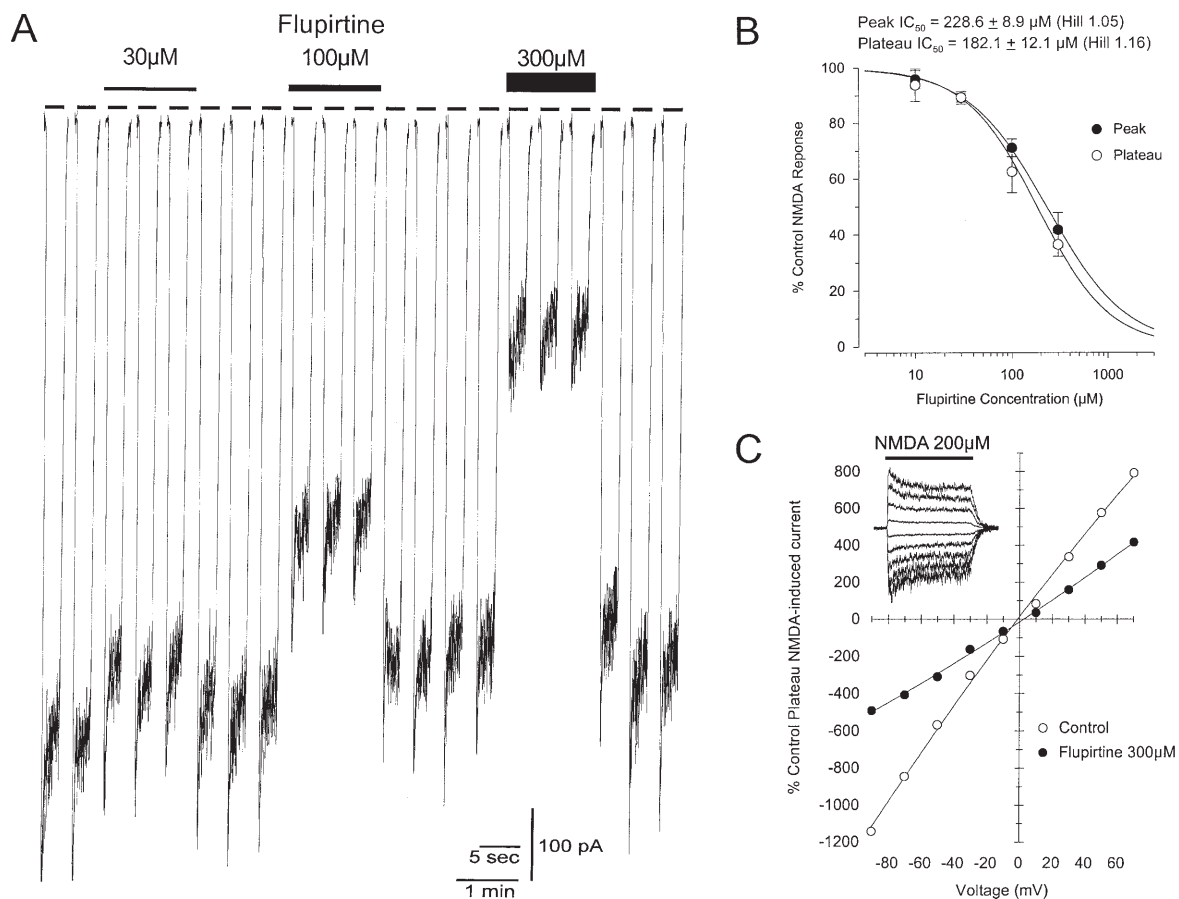 A
Flupirtine
30µM
100µM
300µM
5 sec
100 pA
1 min
B
Peak IC50 = 228.6 ± 8.9 µM (Hill 1.05)
Plateau IC50 = 182.1 ± 12.1 µM (Hill 1.16)
% Control NMDA Reponse
100
80
60
40
20
0
Peak
Plateau
10
100
1000
Flupirtine Concentration (µM)
C
NMDA 200µM
% Control Plateau NMDA-induced current
800
600
400
200
0
-200
-400
-600
-800
-1000
-1200
Control
Flupirtine 300µM
-80 -60 -40 -20 0 20 40 60
Voltage (mV)